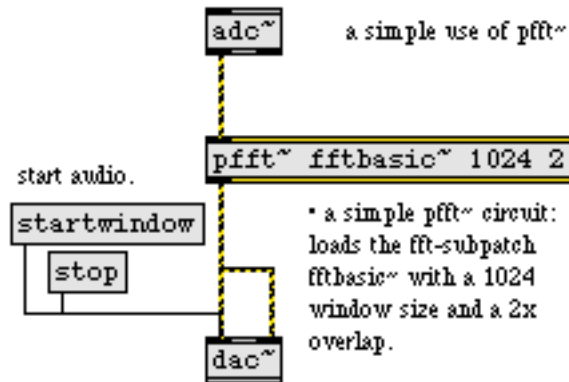 adc~
a simple use of pfft~
pfft~ fftbasic~ 1024 2
start audio.
startwindow
stop
• a simple pfft~ circuit:
loads the fft-subpatch
fftbasic~ with a 1024
window size and a 2x
overlap.
dac~